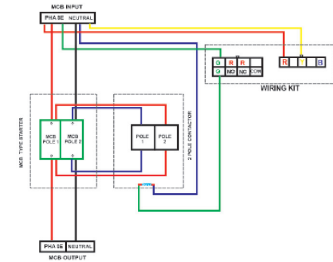 MCB INPUT
PHASE NEUTRAL
G R R
G NO NC COM
R Y B
WIRING KIT
MCB TYPE STARTER
MCB POLE 1
MCB POLE 2
POLE 1
POLE 2
2 POLE CONTACTOR
PHASE NEUTRAL
MCB OUTPUT